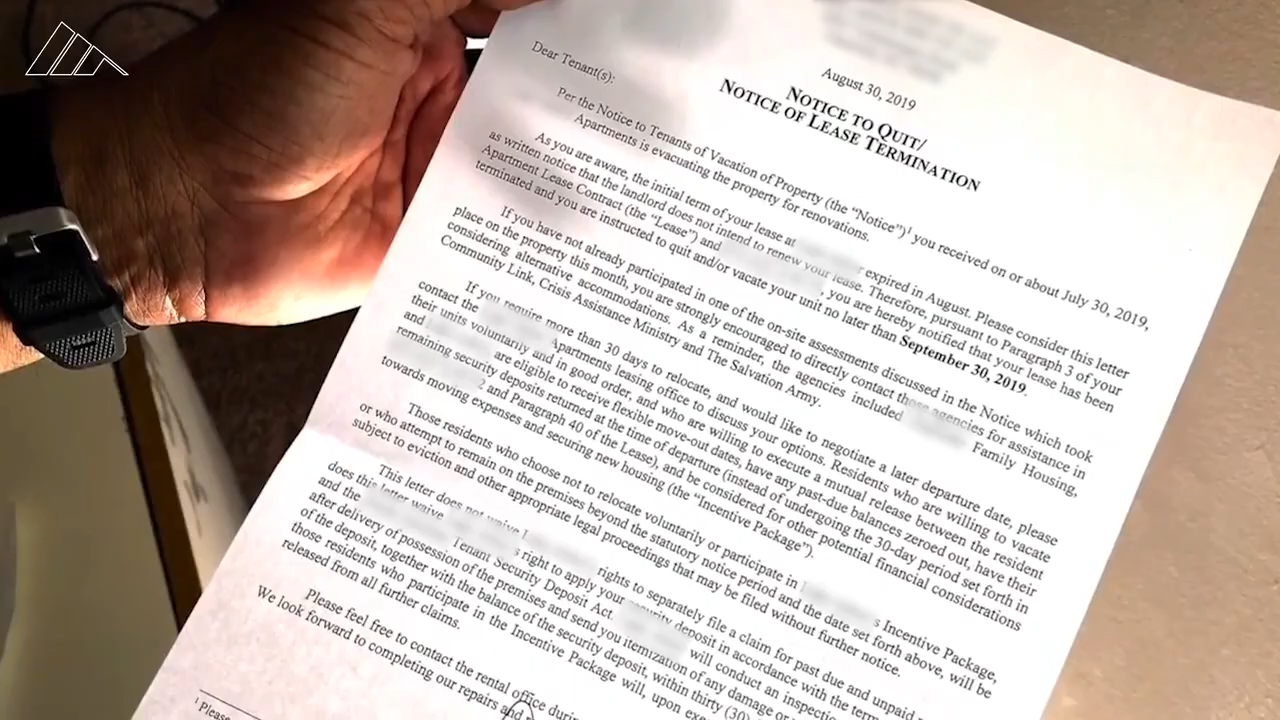 August 30, 2019
NOTICE TO QUIT/
NOTICE OF LEASE TERMINATION
Dear Tenant(s):
Per the Notice to Tenants of Vacation of Property (the “Notice”)¹ you received on or about July 30, 2019,
Apartments is evacuating the property for renovations.
As you are aware, the initial term of your lease at expired in August. Please consider this letter
as written notice that the landlord does not intend to renew your lease. Therefore, pursuant to Paragraph 3 of your
Apartment Lease Contract (the “Lease”) and , you are hereby notified that your lease has been
terminated and you are instructed to quit and/or vacate your unit no later than September 30, 2019.
If you have not already participated in one of the on-site assessments discussed in the Notice which took
place on the property this month, you are strongly encouraged to directly contact those agencies for assistance in
considering alternative accommodations. As a reminder, the agencies included Family Housing,
Community Link, Crisis Assistance Ministry and The Salvation Army.
If you require more than 30 days to relocate, and would like to negotiate a later departure date, please
contact the Apartments leasing office to discuss your options. Residents who are willing to vacate
their units voluntarily and in good order, and who are willing to execute a mutual release between the resident
and are eligible to receive flexible move-out dates, have any past-due balances zeroed out, have their
remaining security deposits returned at the time of departure (instead of undergoing the 30-day period set forth in
2 and Paragraph 40 of the Lease), and be considered for other potential financial considerations
towards moving expenses and securing new housing (the “Incentive Package”).
Those residents who choose not to relocate voluntarily or participate in Incentive Package,
or who attempt to remain on the premises beyond the statutory notice period and the date set forth above, will be
subject to eviction and other appropriate legal proceedings that may be filed without further notice.
This letter does not waive rights to separately file a claim for past due and unpaid
does this letter waive right to apply your security deposit in accordance with the
and the Tenant Security Deposit Act. will conduct an
after delivery of possession of the premises and send you itemization of any damage
of the deposit, together with the balance of the security deposit, within thirty (30)
those residents who participate in the Incentive Package will, upon
released from all further claims.
Please feel free to contact the rental office
We look forward to completing our repairs and
¹ Please